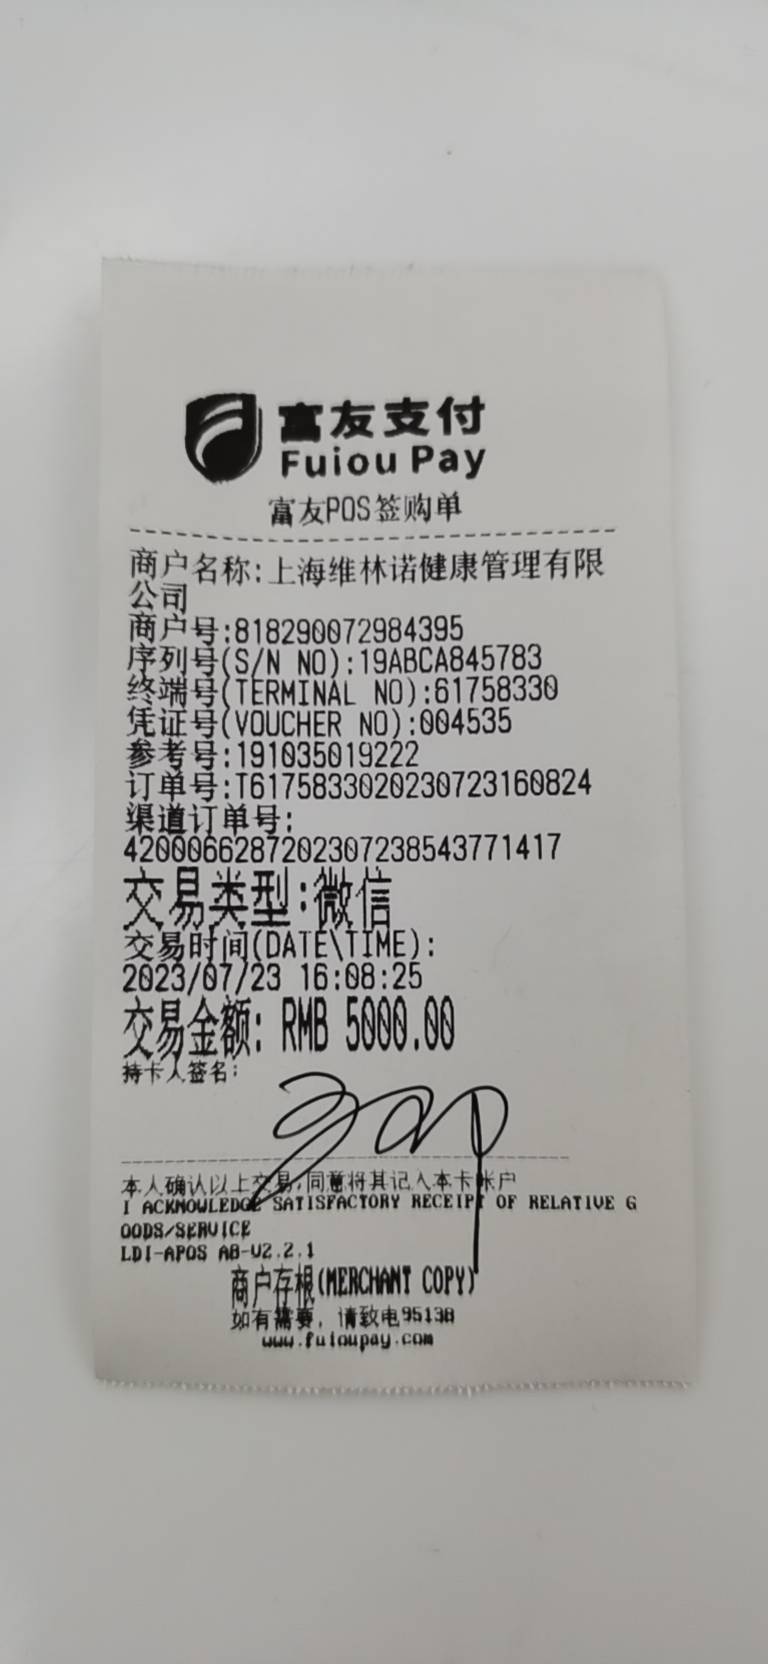 富友支付
Fuiou Pay
富友POS签购单
商户名称:上海维林诺健康管理有限
公司
商户号:818290072984395
序列号(S/N NO):19ABCA845783
终端号(TERMINAL NO):61758330
凭证号(VOUCHER NO):004535
参考号:191035019222
订单号:T6175833020230723160824
渠道订单号:
4200066287202307238543771417
交易类型:微信
交易时间(DATE\TIME):
2023/07/23 16:08:25
交易金额: RMB 5000.00
持卡人签名:
本人确认以上交易,同意将其记入本卡帐户
I ACKNOWLEDGE SATISFACTORY RECEIPT OF RELATIVE G
OODS/SERVICE
LDI-APOS A8-V2.2.1
商户存根(MERCHANT COPY)
如有需要, 请致电95138
www.fuioupay.com